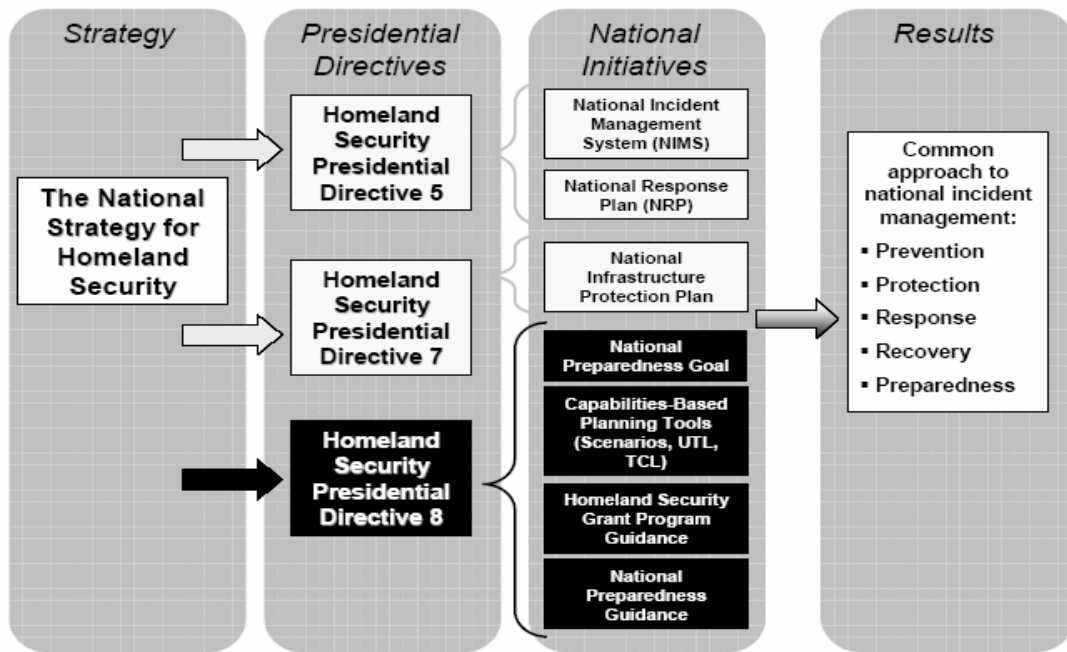 Strategy
The National
Strategy for
Homeland
Security
Presidential
Directives
Homeland
Security
Presidential
Directive 5
Homeland
Security
Presidential
Directive 7
Homeland
Security
Presidential
Directive 8
National
Initiatives
National Incident
Management
System (NIMS)
National Response
Plan (NRP)
National
Infrastructure
Protection Plan
National
Preparedness Goal
Capabilities-Based
Planning Tools
(Scenarios, UTL,
TCL)
Homeland Security
Grant Program
Guidance
National
Preparedness
Guidance
Results
Common
approach to
national incident
management:
▪ Prevention
▪ Protection
▪ Response
▪ Recovery
▪ Preparedness